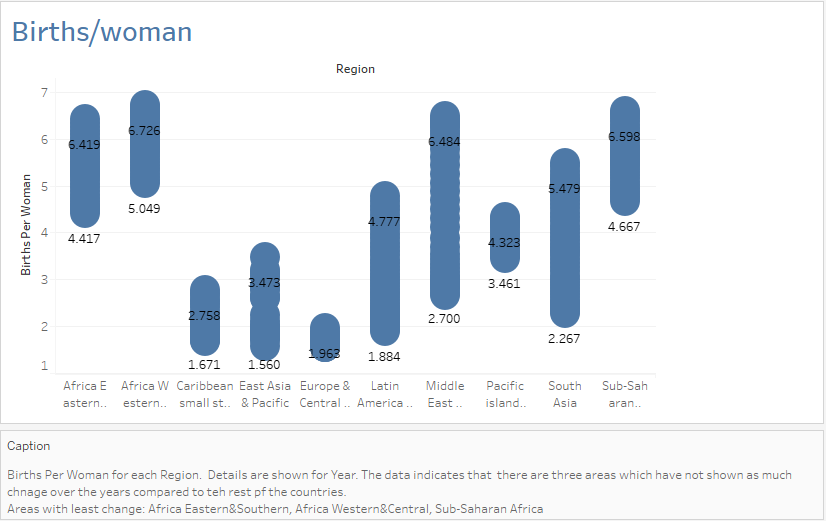 Births/woman
Region
Births Per Woman
7
6
5
4
3
2
1
6.419
4.417
6.726
5.049
2.758
1.671
3.473
1.560
1.963
4.777
1.884
6.484
2.700
4.323
3.461
5.479
2.267
6.598
4.667
Africa E
astern..
Africa W
estern..
Caribbean
small st..
East Asia
& Pacific
Europe &
Central ..
Latin
America ..
Middle
East ..
Pacific
island..
South
Asia
Sub-Sah
aran..
Caption
Births Per Woman for each Region.  Details are shown for Year. The data indicates that  there are three areas which have not shown as much
chnage over the years compared to teh rest pf the countries.
Areas with least change: Africa Eastern&Southern, Africa Western&Central, Sub-Saharan Africa